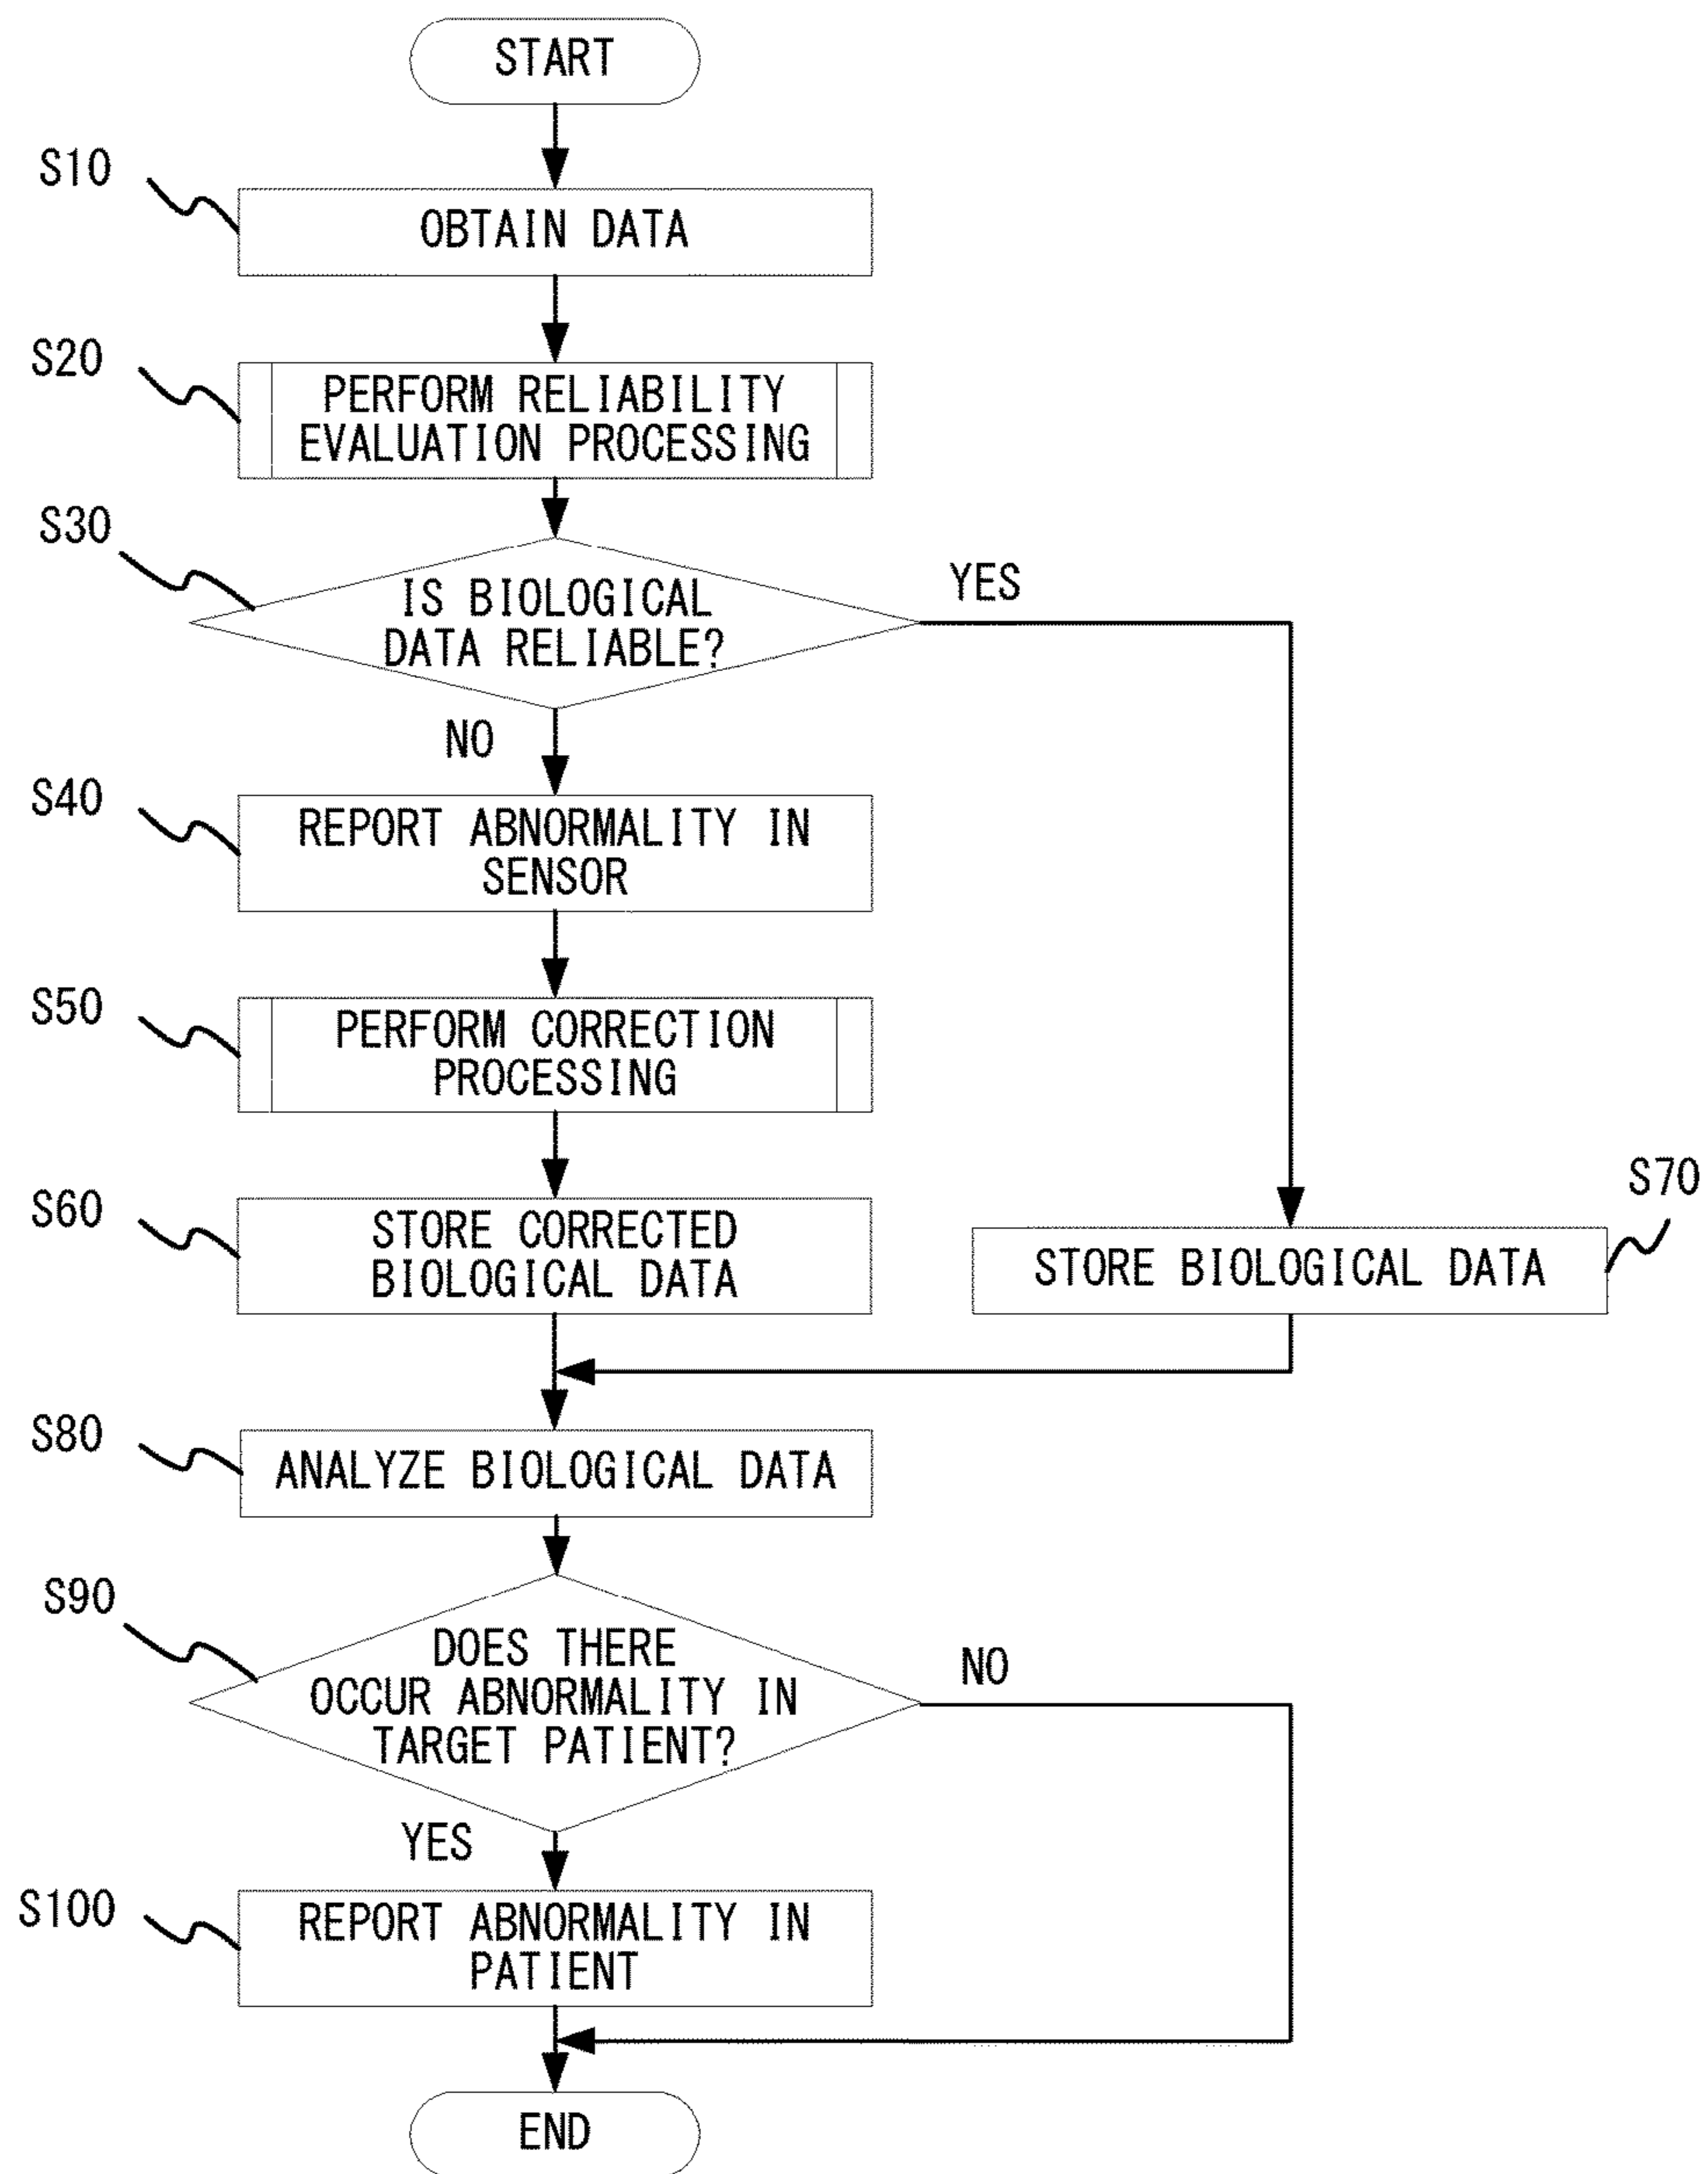 START
S10
OBTAIN DATA
S20
PERFORM RELIABILITY
EVALUATION PROCESSING
S30
IS BIOLOGICAL
DATA RELIABLE?
YES
NO
S40
REPORT ABNORMALITY IN
SENSOR
S50
PERFORM CORRECTION
PROCESSING
S60
STORE CORRECTED
BIOLOGICAL DATA
S70
STORE BIOLOGICAL DATA
S80
ANALYZE BIOLOGICAL DATA
S90
DOES THERE
OCCUR ABNORMALITY IN
TARGET PATIENT?
NO
YES
S100
REPORT ABNORMALITY IN
PATIENT
END